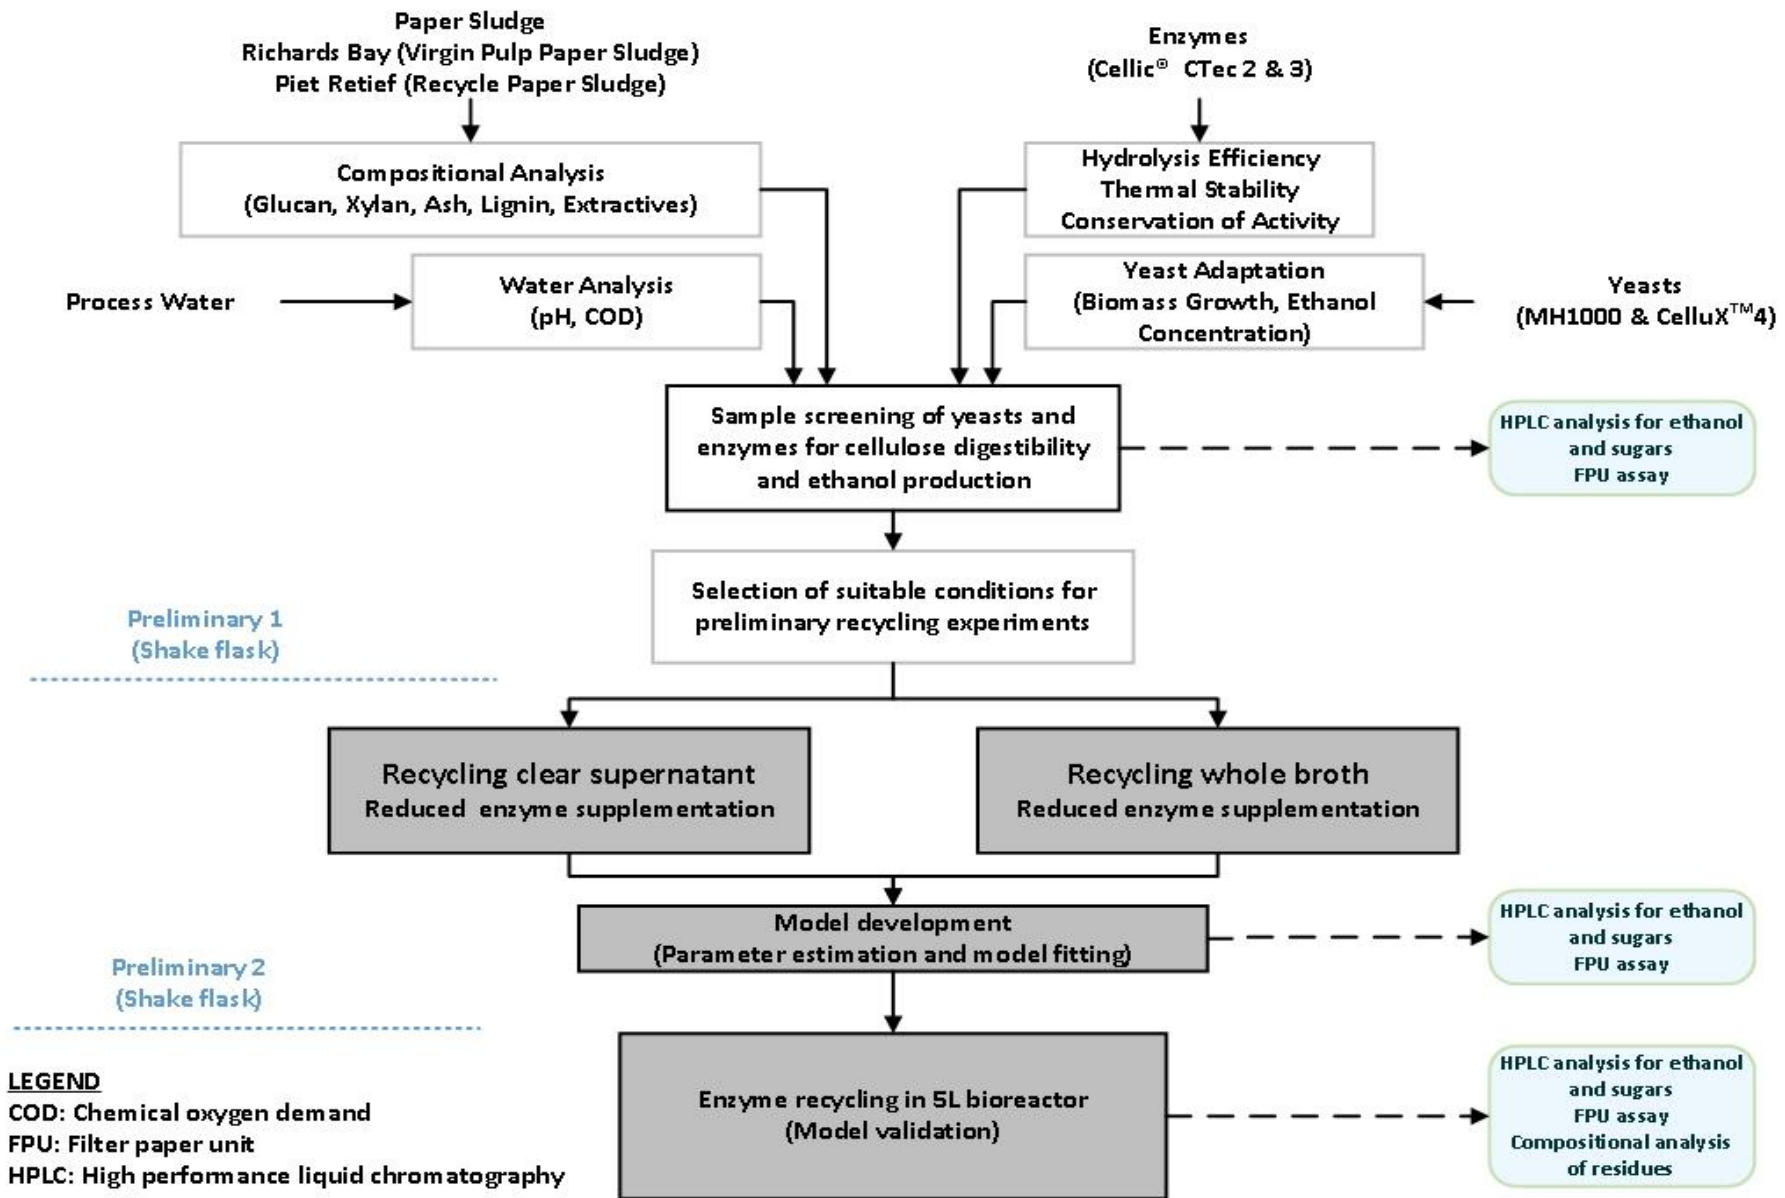 Paper Sludge
Richards Bay (Virgin Pulp Paper Sludge)
Piet Retief (Recycle Paper Sludge)
Enzymes
(Cellic® CTec 2 & 3)
Compositional Analysis
(Glucan, Xylan, Ash, Lignin, Extractives)
Hydrolysis Efficiency
Thermal Stability
Conservation of Activity
Process Water
Water Analysis
(pH, COD)
Yeast Adaptation
(Biomass Growth, Ethanol
Concentration)
Yeasts
(MH1000 & CelluX™4)
Sample screening of yeasts and
enzymes for cellulose digestibility
and ethanol production
HPLC analysis for ethanol
and sugars
FPU assay
Selection of suitable conditions for
preliminary recycling experiments
Preliminary 1
(Shake flask)
Recycling clear supernatant
Reduced enzyme supplementation
Recycling whole broth
Reduced enzyme supplementation
Model development
(Parameter estimation and model fitting)
HPLC analysis for ethanol
and sugars
FPU assay
Preliminary 2
(Shake flask)
Enzyme recycling in 5L bioreactor
(Model validation)
HPLC analysis for ethanol
and sugars
FPU assay
Compositional analysis
of residues
LEGEND
COD: Chemical oxygen demand
FPU: Filter paper unit
HPLC: High performance liquid chromatography